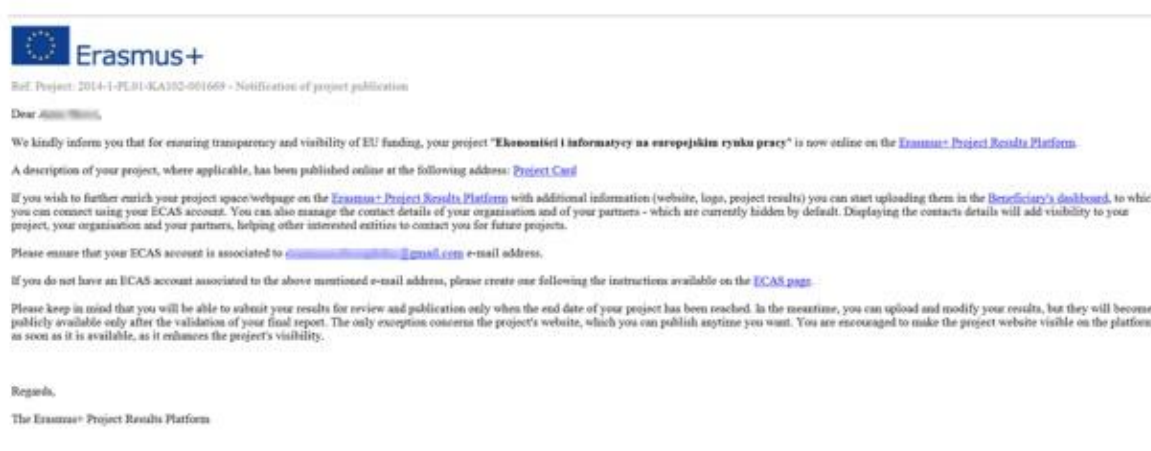 Erasmus+
Ref. Project: 2014-1-PL01-KA102-001669 - Notification of project publication
Dear
We kindly inform you that for ensuring transparency and visibility of EU funding, your project "Ekonomiści i informatycy na europejskim rynku pracy" is now online on the Erasmus+ Project Results Platform.
A description of your project, where applicable, has been published online at the following address: Project Card
If you wish to further enrich your project space/webpage on the Erasmus+ Project Results Platform with additional information (website, logo, project results) you can start uploading them in the Beneficiary's dashboard, to which
you can connect using your ECAS account. You can also manage the contact details of your organisation and of your partners - which are currently hidden by default. Displaying the contacts details will add visibility to your
project, your organisation and your partners, helping other interested entities to contact you for future projects.
Please ensure that your ECAS account is associated to @gmail.com e-mail address.
If you do not have an ECAS account associated to the above mentioned e-mail address, please create one following the instructions available on the ECAS page.
Please keep in mind that you will be able to submit your results for review and publication only when the end date of your project has been reached. In the meantime, you can upload and modify your results, but they will become
publicly available only after the validation of your final report. The only exception concerns the project's website, which you can publish anytime you want. You are encouraged to make the project website visible on the platform
as soon as it is available, as it enhances the project's visibility.
Regards,
The Erasmus+ Project Results Platform